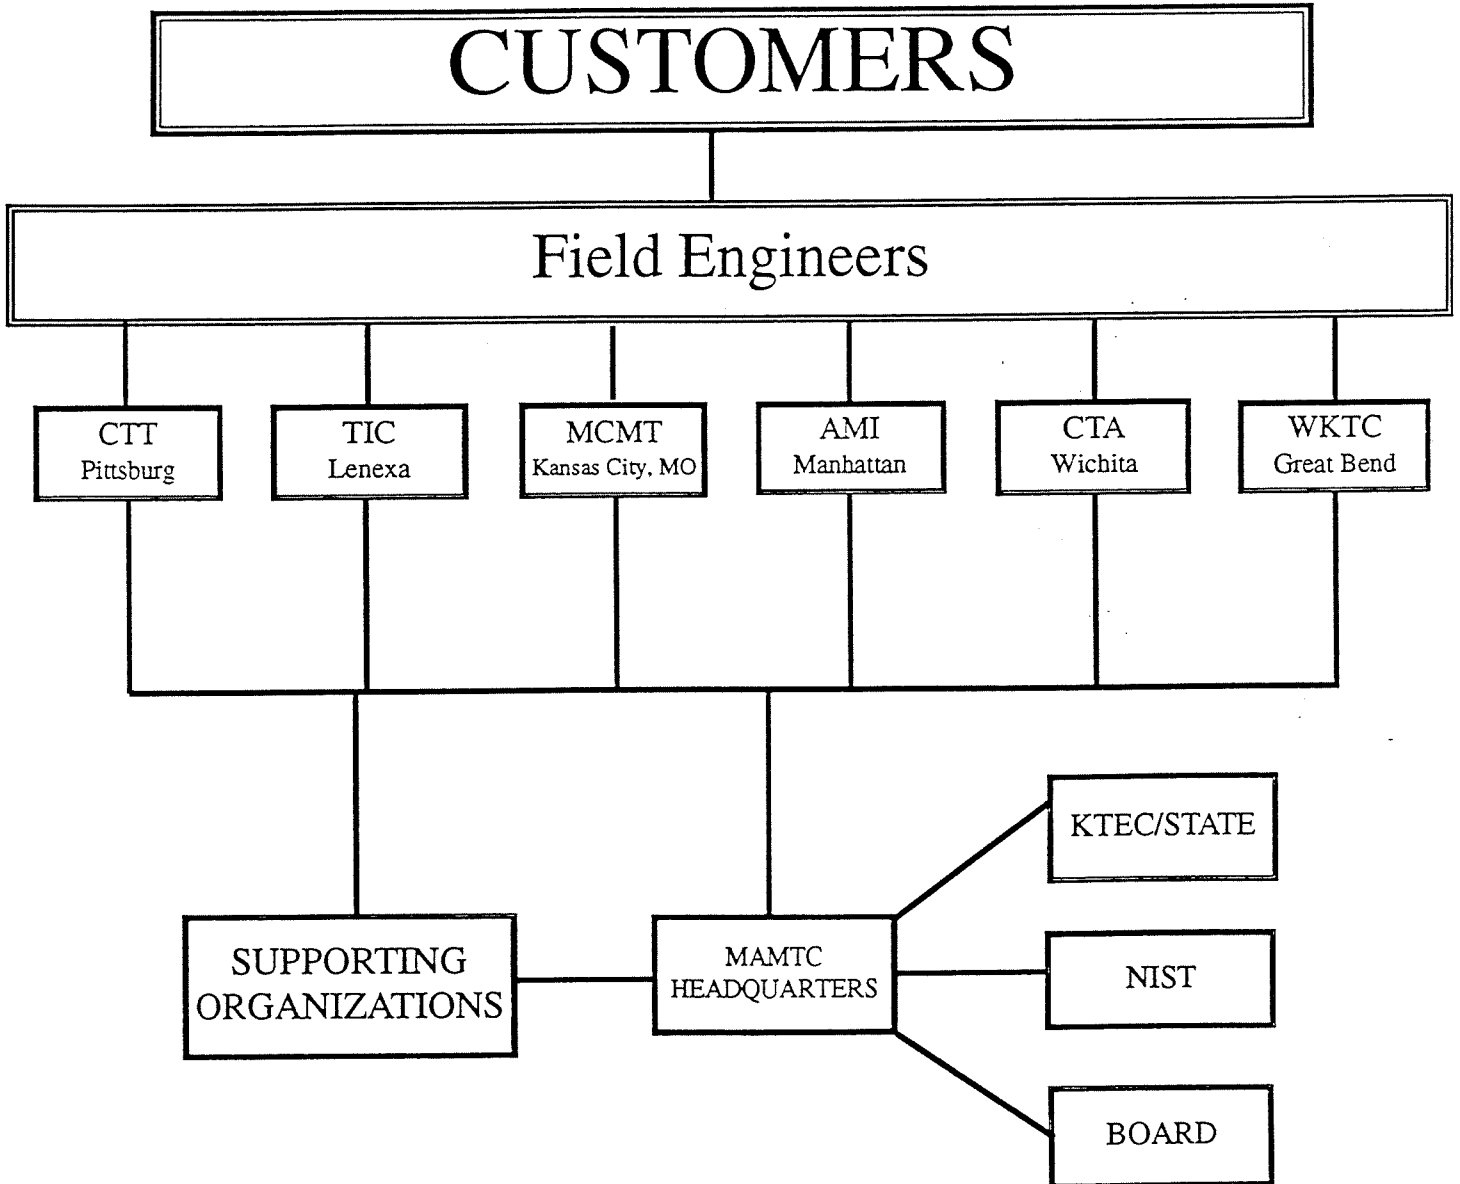 CUSTOMERS
Field Engineers
CTT
Pittsburg
TIC
Lenexa
MCMT
Kansas City, MO
AMI
Manhattan
CTA
Wichita
WKTC
Great Bend
KTEC/STATE
SUPPORTING
ORGANIZATIONS
MAMTC
HEADQUARTERS
NIST
BOARD